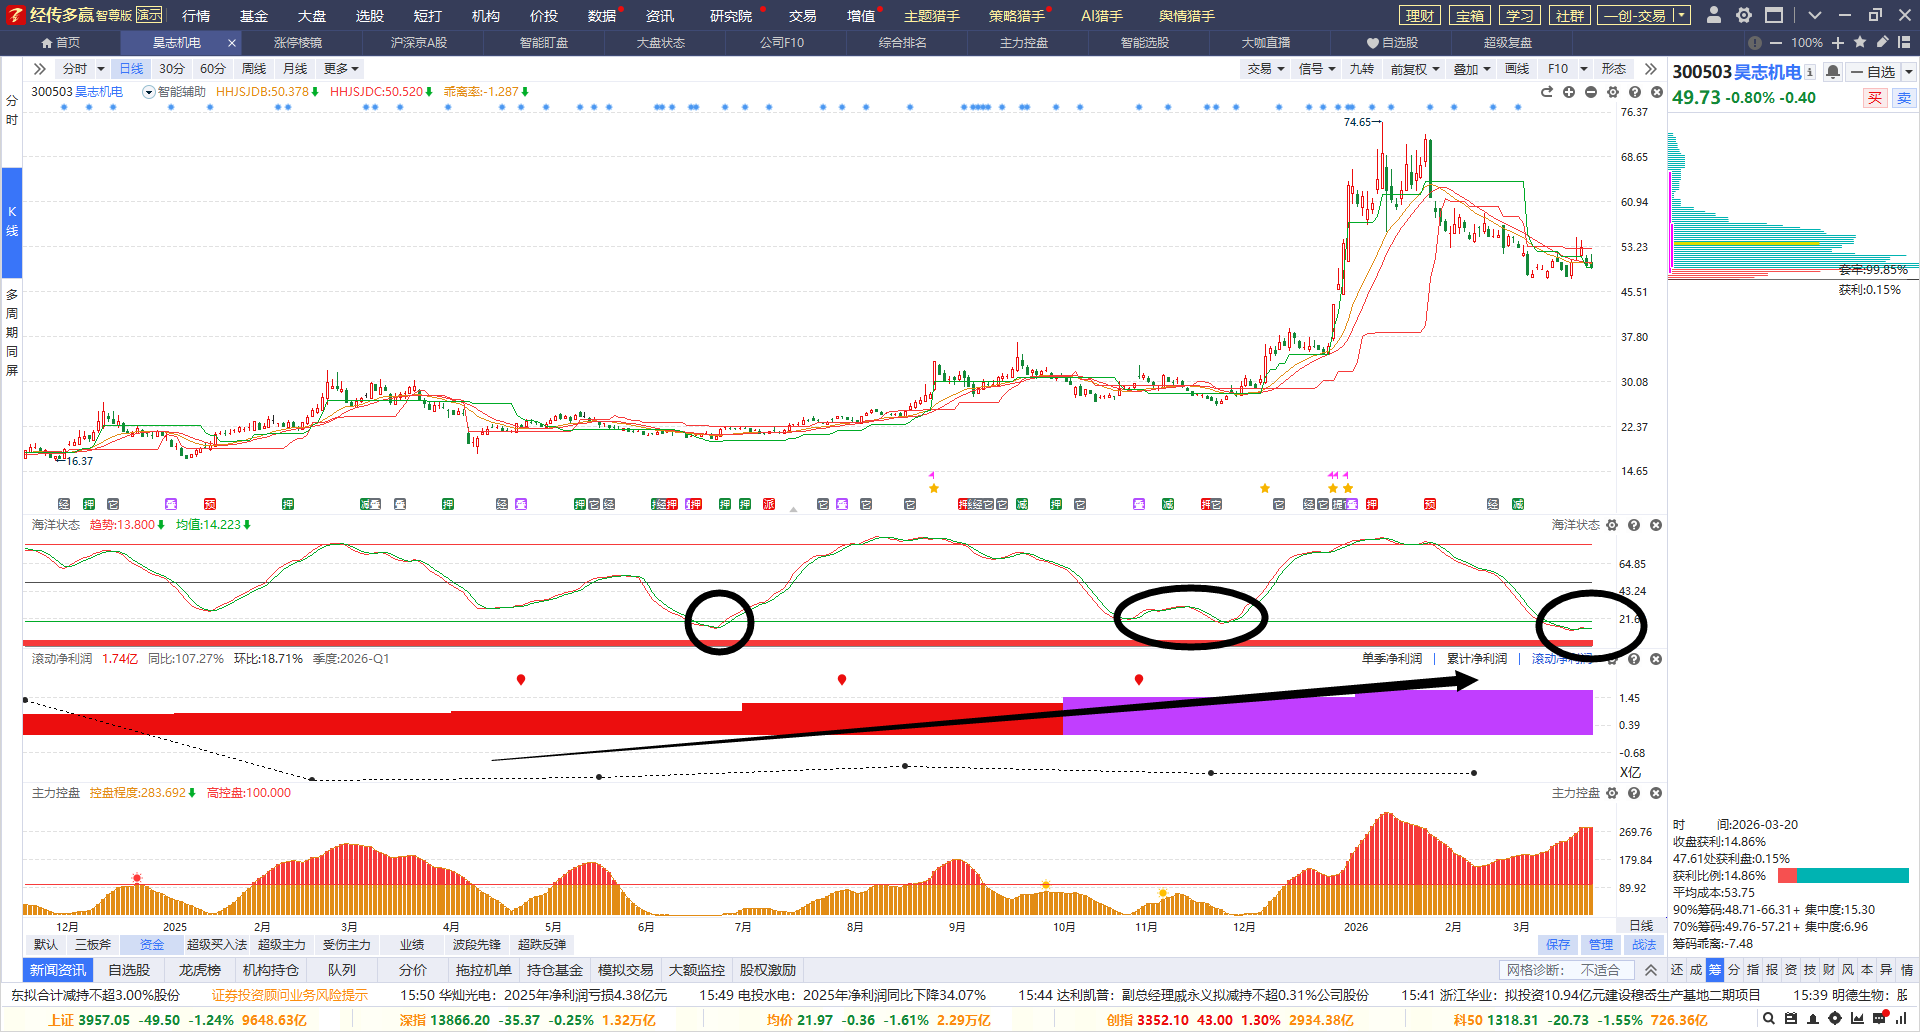 经传多赢 智尊版 演示 行情 基金 大盘 选股 短打 机构 价投 数据 资讯 研究院 交易 增值 主题猎手 策略猎手 AI猎手 舆情猎手 理财 宝箱 学习 社群 一创-交易
首页 昊志机电 涨停棱镜 沪深京A股 智能盯盘 大盘状态 公司F10 综合排名 主力控盘 智能选股 大咖直播 自选股 超级复盘 100%
分时 日线 30分 60分 周线 月线 更多 交易 信号 九转 前复权 叠加 画线 F10 形态
300503 昊志机电 智能辅助 HHJSJDB:50.378 HHJSJDC:50.520 乖离率:-1.287
300503 昊志机电 自选
49.73 -0.80% -0.40 买 卖
分时
K线
多周期同屏
76.37
74.65
68.65
60.94
53.23
45.51
37.80
30.08
22.37
14.65
16.37
套牢:99.85%
获利:0.15%
海洋状态 趋势:13.800 均值:14.223 海洋状态
64.85
43.24
滚动净利润 1.74亿 同比:107.27% 环比:18.71% 季度:2026-Q1 单季净利润 累计净利润 滚动净利润
1.45
0.39
-0.68
X亿
主力控盘 控盘程度:283.692 高控盘:100.000 主力控盘
269.76
179.84
89.92
12月 2025 2月 3月 4月 5月 6月 7月 8月 9月 10月 11月 12月 2026 2月 3月 日线
时 间:2026-03-20
收盘获利:14.86%
47.61处获利盘:0.15%
获利比例:14.86%
平均成本:53.75
90%筹码:48.71-66.31+ 集中度:15.30
70%筹码:49.76-57.21+ 集中度:6.96
筹码乖离:-7.48
默认 三板斧 资金 超级买入法 超级主力 受伤主力 业绩 波段先锋 超跌反弹 保存 管理 战法
新闻资讯 自选股 龙虎榜 机构持仓 队列 分价 拖拉机单 持仓基金 模拟交易 大额监控 股权激励 网格诊断: 不适合 还 成 筹 分 指 报 资 技 财 风 本 异 情
东拟合计减持不超3.00%股份 证券投资顾问业务风险提示 15:50 华灿光电：2025年净利润亏损4.38亿元 15:49 电投水电：2025年净利润同比下降34.07% 15:44 达利凯普：副总经理戚永义拟减持不超0.31%公司股份 15:41 浙江华业：拟投资10.94亿元建设穆岙生产基地二期项目 15:39 明德生物：
上证 3957.05 -49.50 -1.24% 9648.63亿 深指 13866.20 -35.37 -0.25% 1.32万亿 均价 21.97 -0.36 -1.61% 2.29万亿 创指 3352.10 43.00 1.30% 2934.38亿 科50 1318.31 -20.73 -1.55% 726.36亿